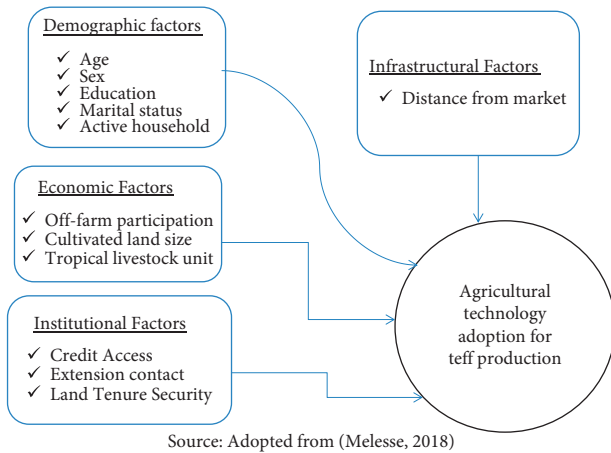 Demographic factors
✓ Age
✓ Sex
✓ Education
✓ Marital status
✓ Active household
Infrastructural Factors
✓ Distance from market
Economic Factors
✓ Off-farm participation
✓ Cultivated land size
✓ Tropical livestock unit
Institutional Factors
✓ Credit Access
✓ Extension contact
✓ Land Tenure Security
Agricultural
technology
adoption for
teff production
Source: Adopted from (Melesse, 2018)